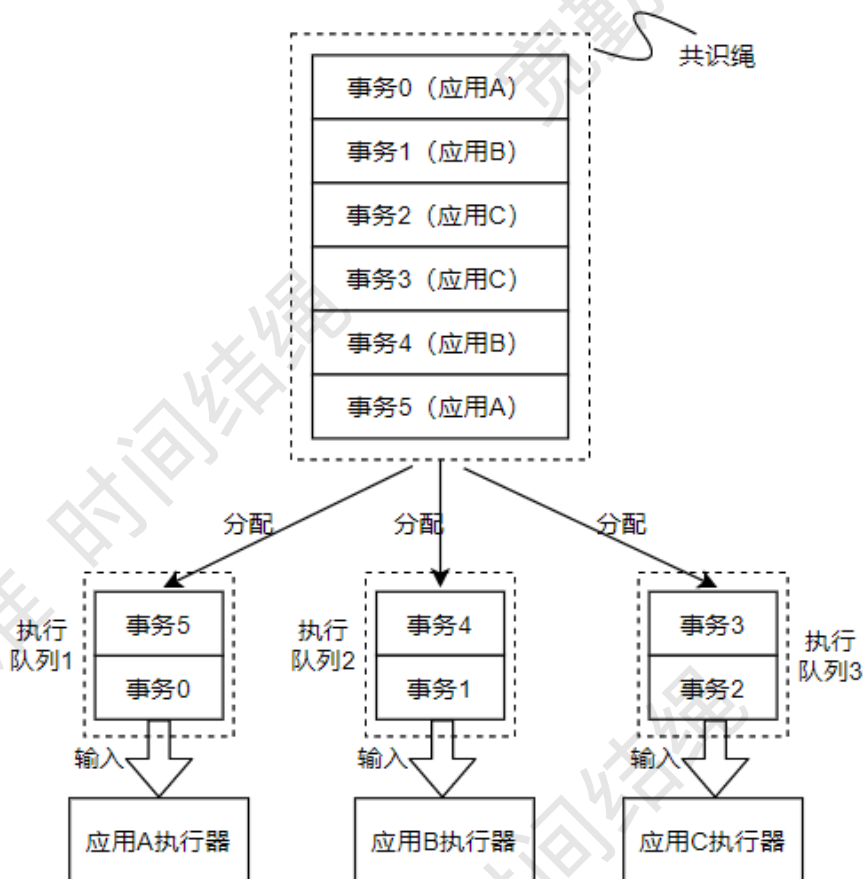 共识绳
事务0（应用A）
事务1（应用B）
事务2（应用C）
事务3（应用C）
事务4（应用B）
事务5（应用A）
分配
分配
分配
执行
队列1
事务5
事务0
执行
队列2
事务4
事务1
事务3
事务2
执行
队列3
输入
输入
输入
应用A执行器
应用B执行器
应用C执行器
时间结绳
时间结绳